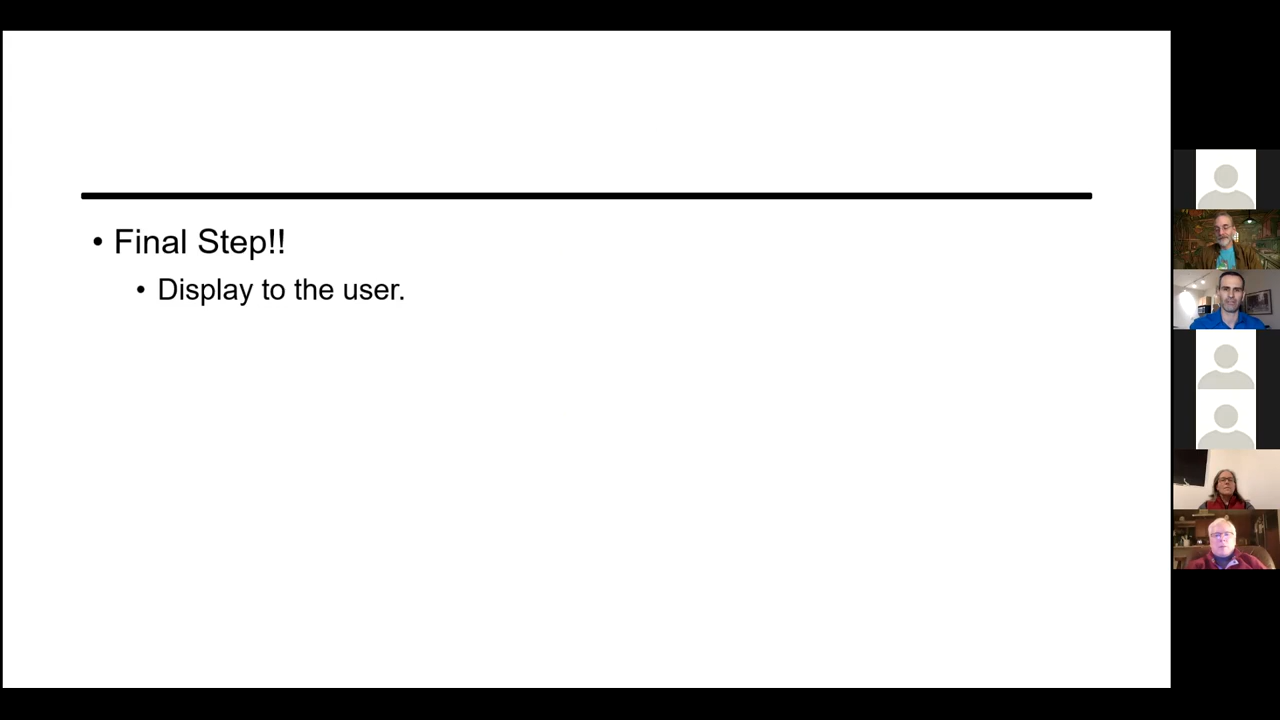 • Final Step!!
• Display to the user.